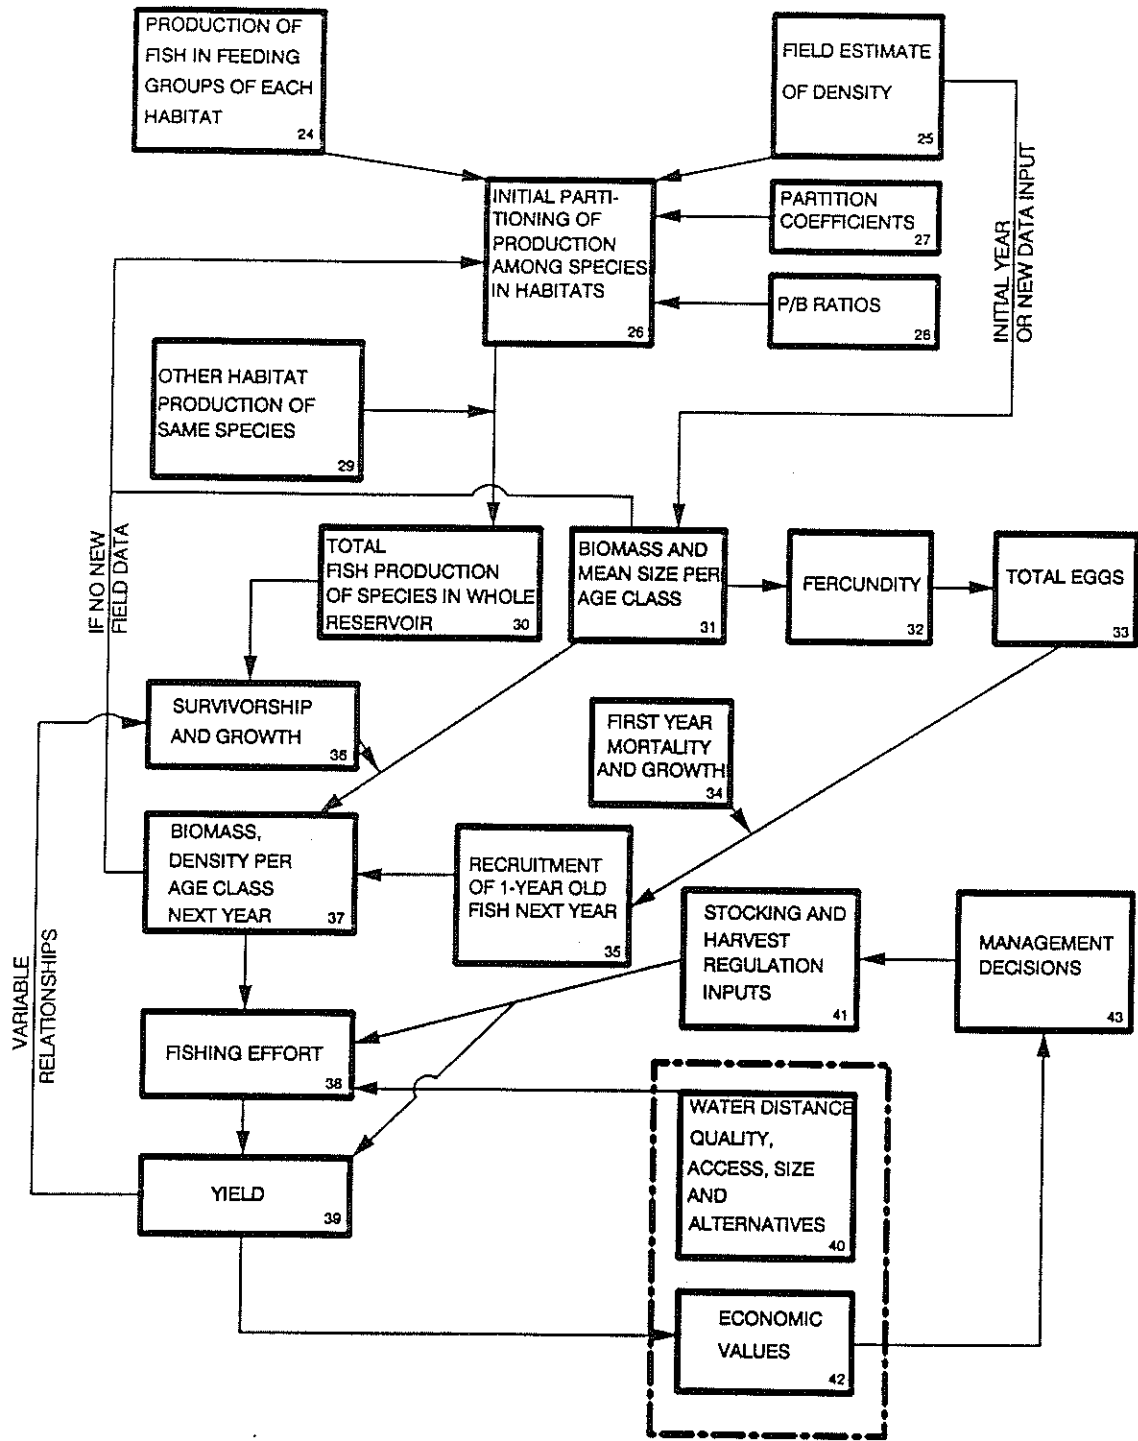 PRODUCTION OF
FISH IN FEEDING
GROUPS OF EACH
HABITAT
24
FIELD ESTIMATE
OF DENSITY
25
INITIAL PARTI-
TIONING OF
PRODUCTION
AMONG SPECIES
IN HABITATS
26
PARTITION
COEFFICIENTS
27
P/B RATIOS
28
INITIAL YEAR
OR NEW DATA INPUT
OTHER HABITAT
PRODUCTION OF
SAME SPECIES
29
IF NO NEW
FIELD DATA
TOTAL
FISH PRODUCTION
OF SPECIES IN WHOLE
RESERVOIR
30
BIOMASS AND
MEAN SIZE PER
AGE CLASS
31
FERCUNDITY
32
TOTAL EGGS
33
SURVIVORSHIP
AND GROWTH
36
FIRST YEAR
MORTALITY
AND GROWTH
34
BIOMASS,
DENSITY PER
AGE CLASS
NEXT YEAR
37
RECRUITMENT
OF 1-YEAR OLD
FISH NEXT YEAR
35
STOCKING AND
HARVEST
REGULATION
INPUTS
41
MANAGEMENT
DECISIONS
43
VARIABLE
RELATIONSHIPS
FISHING EFFORT
38
WATER DISTANCE
QUALITY,
ACCESS, SIZE
AND
ALTERNATIVES
40
YIELD
39
ECONOMIC
VALUES
42